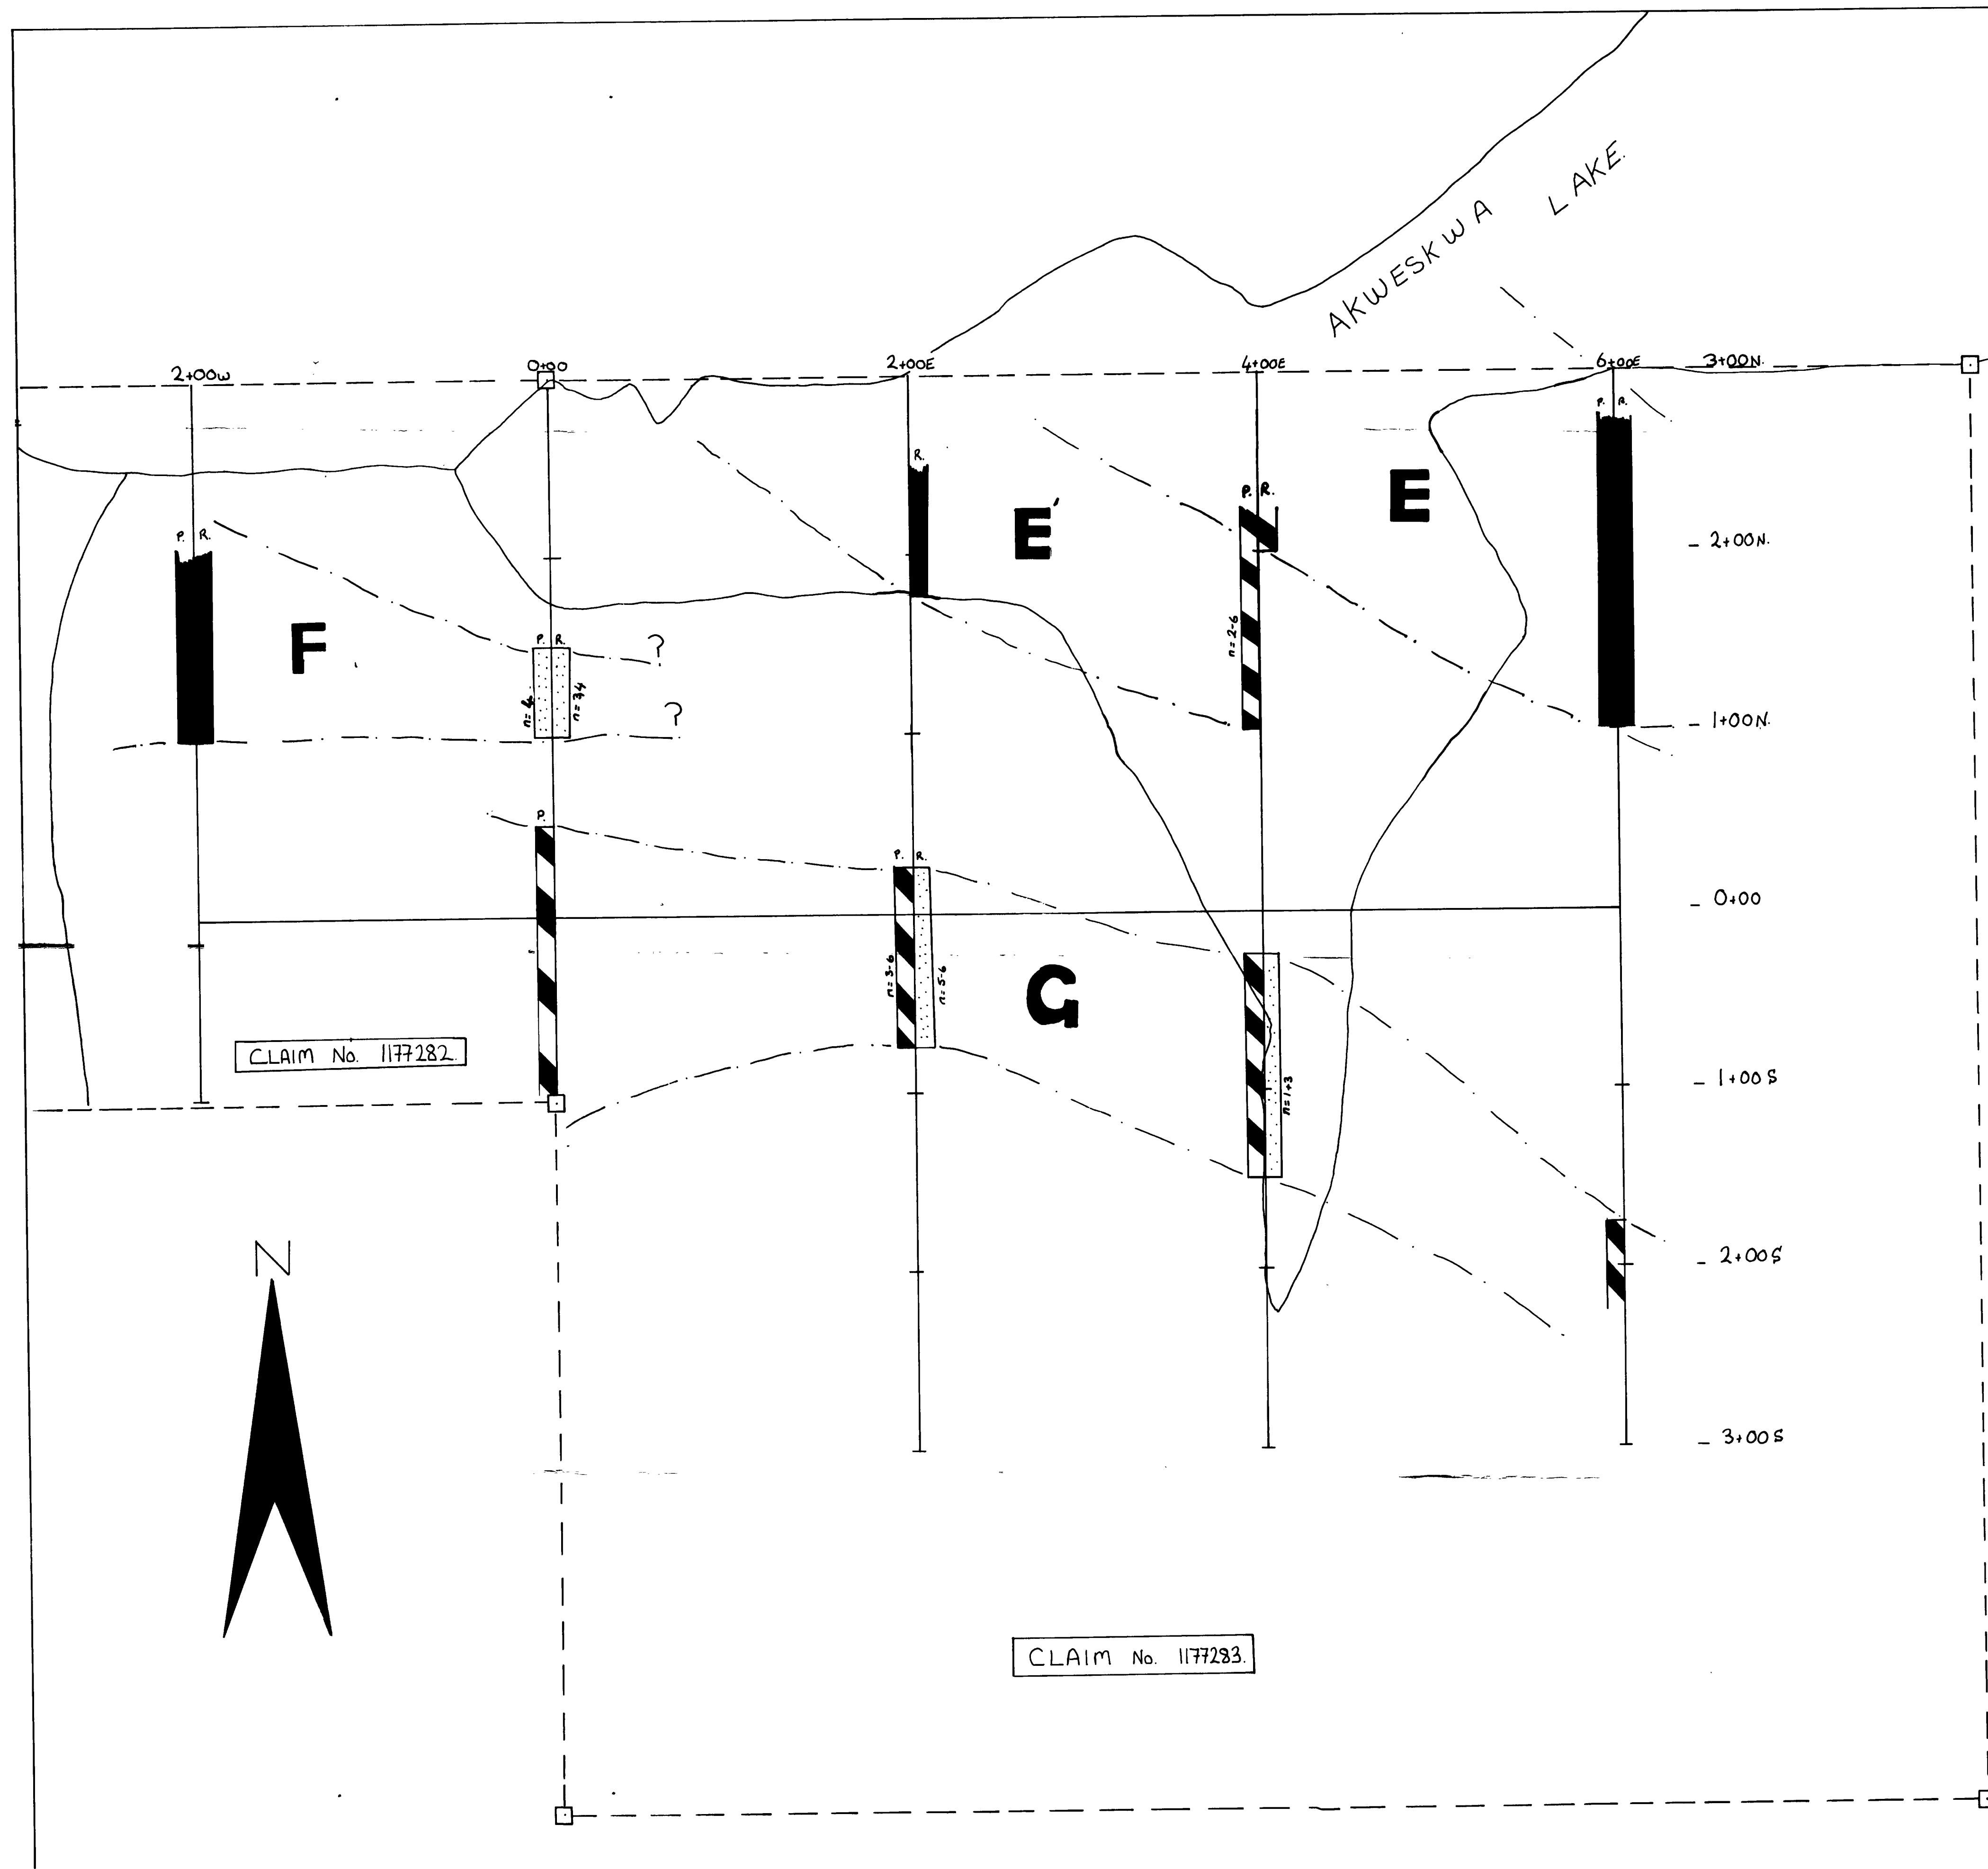 AKWESKWA LAKE.
2+00W
0+00
2+00E
4+00E
6+00E
3+00N.
P. R.
R.
E'
P. R.
E
2+00N.
P. R.
F
P. R.
?
n=2-6
n=4
n=3,4
?
1+00N.
P.
P. R.
0+00
n=3-6
n=5-6
G
CLAIM No. 1177282.
n=1+3
1+00S
N
2+00S
3+00S
CLAIM No. 1177283.